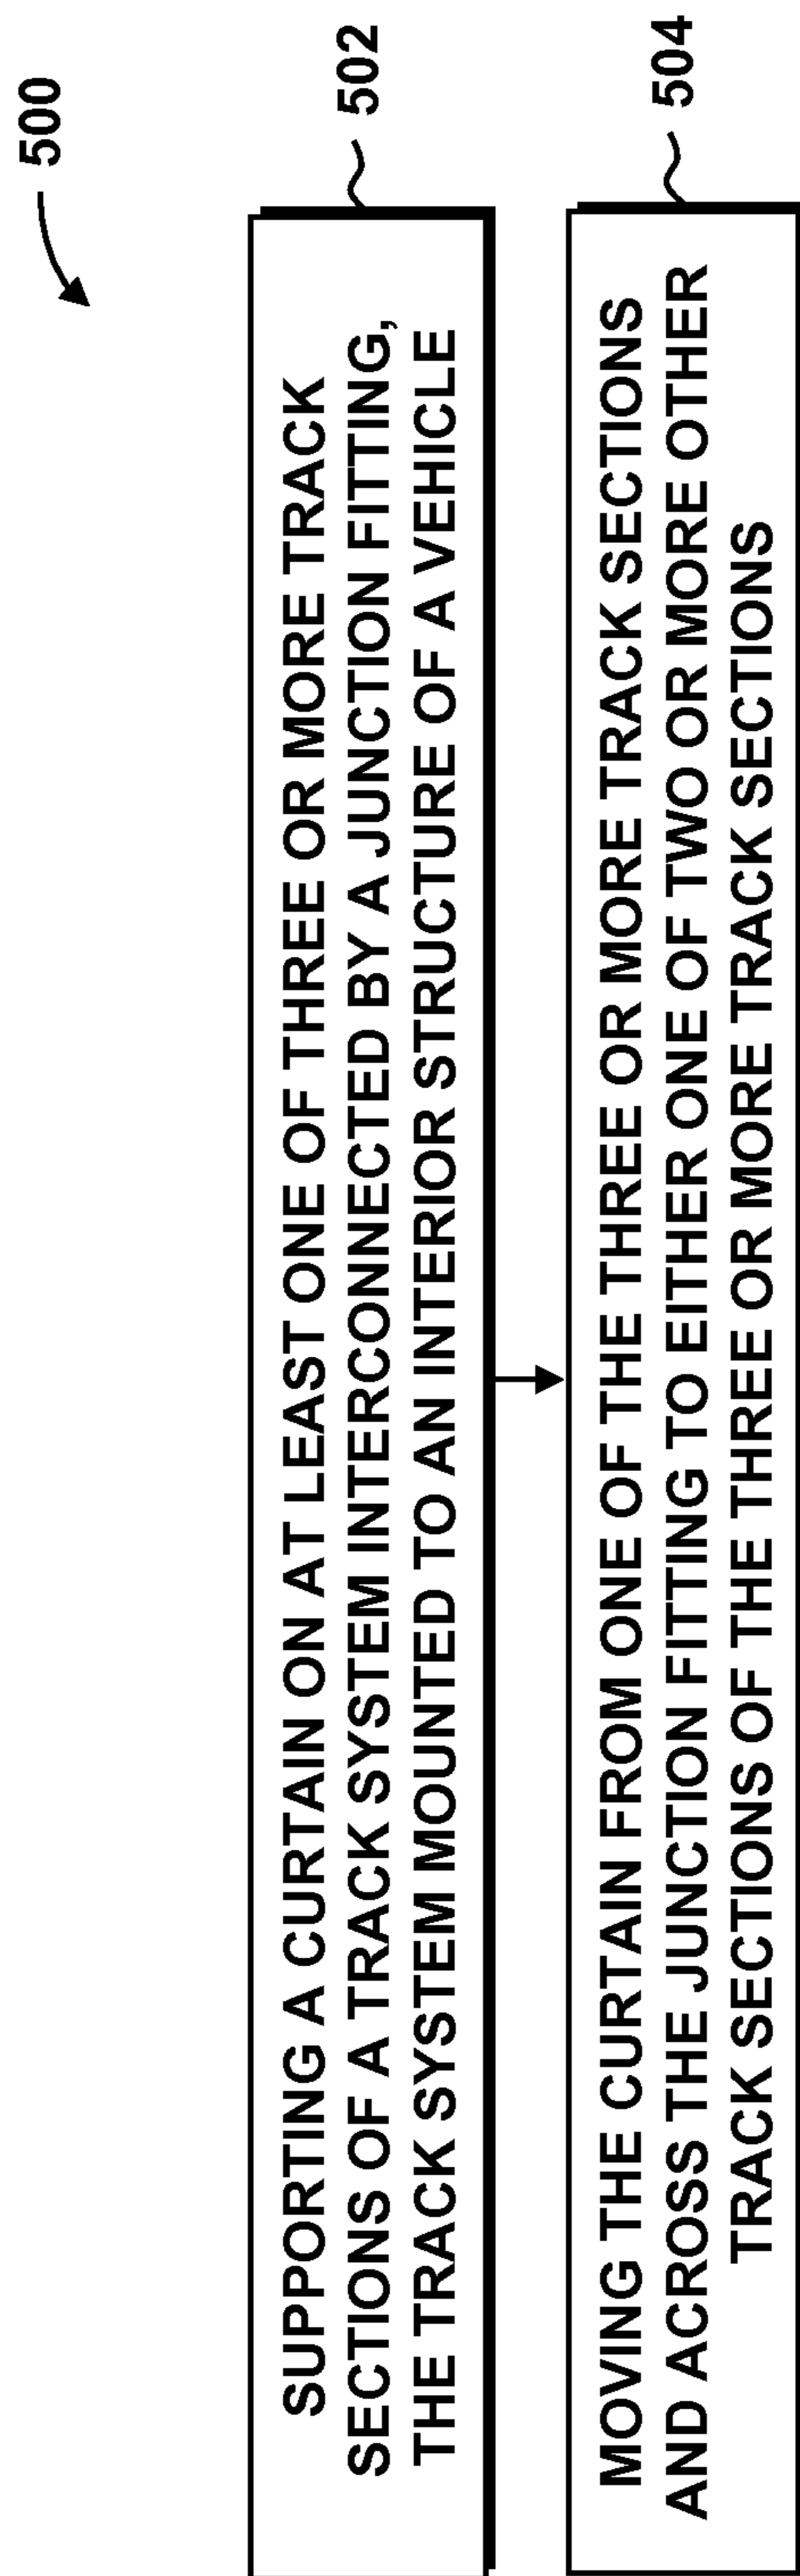 500
502
SUPPORTING A CURTAIN ON AT LEAST ONE OF THREE OR MORE TRACK
SECTIONS OF A TRACK SYSTEM INTERCONNECTED BY A JUNCTION FITTING,
THE TRACK SYSTEM MOUNTED TO AN INTERIOR STRUCTURE OF A VEHICLE
504
MOVING THE CURTAIN FROM ONE OF THE THREE OR MORE TRACK SECTIONS
AND ACROSS THE JUNCTION FITTING TO EITHER ONE OF TWO OR MORE OTHER
TRACK SECTIONS OF THE THREE OR MORE TRACK SECTIONS